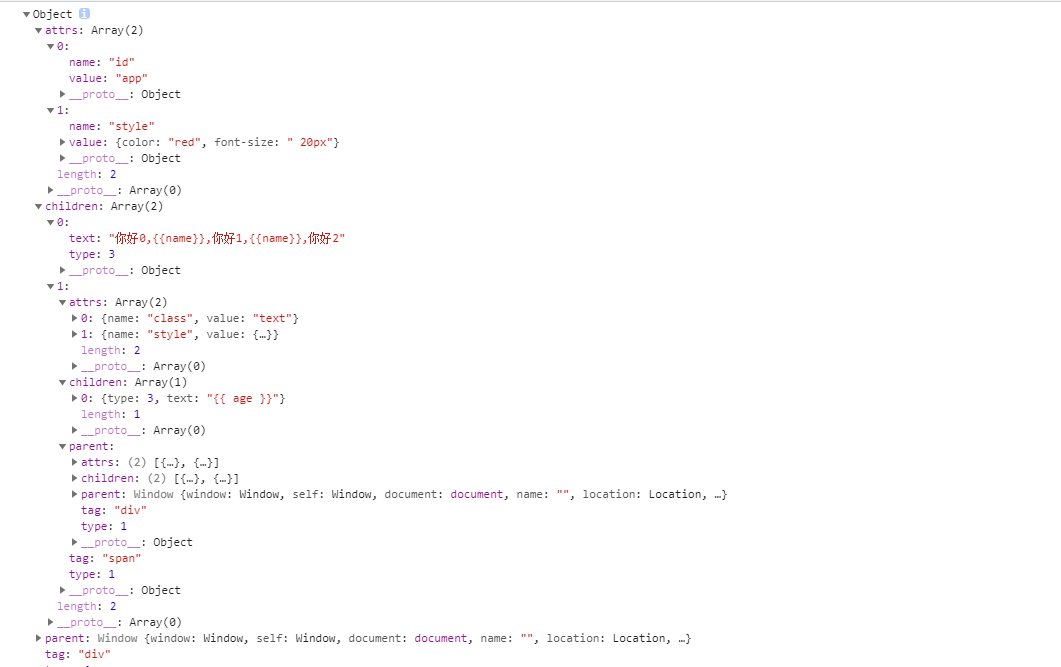 Object i
attrs: Array(2)
0:
name: "id"
value: "app"
__proto__: Object
1:
name: "style"
value: {color: "red", font-size: " 20px"}
__proto__: Object
length: 2
__proto__: Array(0)
children: Array(2)
0:
text: "你好0,{{name}},你好1,{{name}},你好2"
type: 3
__proto__: Object
1:
attrs: Array(2)
0: {name: "class", value: "text"}
1: {name: "style", value: {…}}
length: 2
__proto__: Array(0)
children: Array(1)
0: {type: 3, text: "{{ age }}"}
length: 1
__proto__: Array(0)
parent:
attrs: (2) [{…}, {…}]
children: (2) [{…}, {…}]
parent: Window {window: Window, self: Window, document: document, name: "", location: Location, …}
tag: "div"
type: 1
__proto__: Object
tag: "span"
type: 1
__proto__: Object
length: 2
__proto__: Array(0)
parent: Window {window: Window, self: Window, document: document, name: "", location: Location, …}
tag: "div"